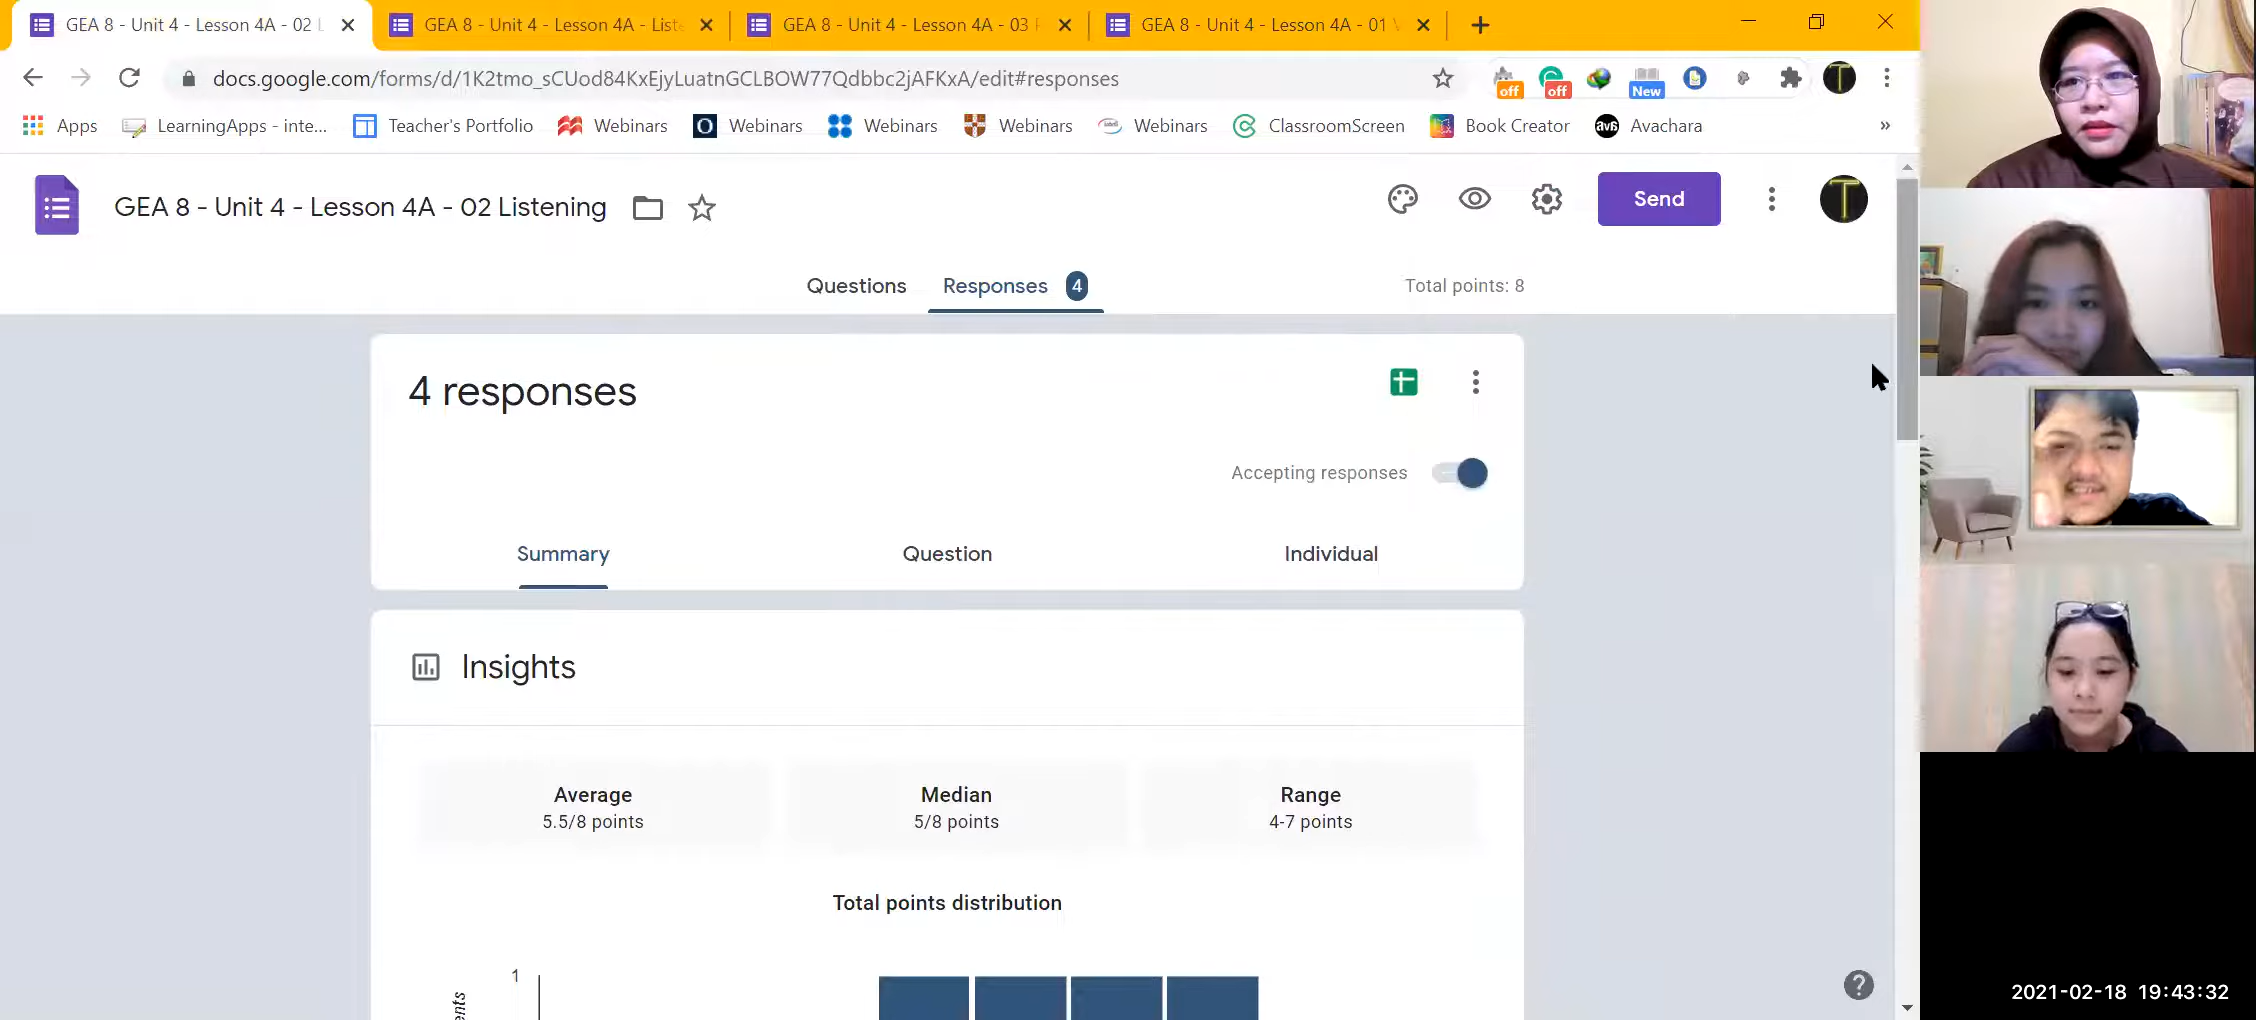 GEA 8 - Unit 4 - Lesson 4A - 02 L
GEA 8 - Unit 4 - Lesson 4A - Liste
GEA 8 - Unit 4 - Lesson 4A - 03
GEA 8 - Unit 4 - Lesson 4A - 01
docs.google.com/forms/d/1K2tmo_sCUod84KxEjyLuatnGCLBOW77Qdbbc2jAFKxA/edit#responses
off
off
New
T
Apps
LearningApps - inte...
Teacher's Portfolio
Webinars
Webinars
Webinars
Webinars
Webinars
ClassroomScreen
Book Creator
Avachara
»
GEA 8 - Unit 4 - Lesson 4A - 02 Listening
Send
T
Questions
Responses 4
Total points: 8
4 responses
Accepting responses
Summary
Question
Individual
Insights
Average
5.5/8 points
Median
5/8 points
Range
4-7 points
Total points distribution
1
2021-02-18 19:43:32